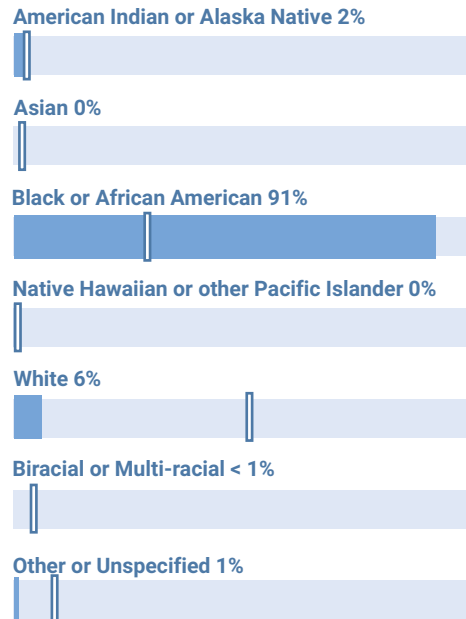 American Indian or Alaska Native 2%
Asian 0%
Black or African American 91%
Native Hawaiian or other Pacific Islander 0%
White 6%
Biracial or Multi-racial < 1%
Other or Unspecified 1%